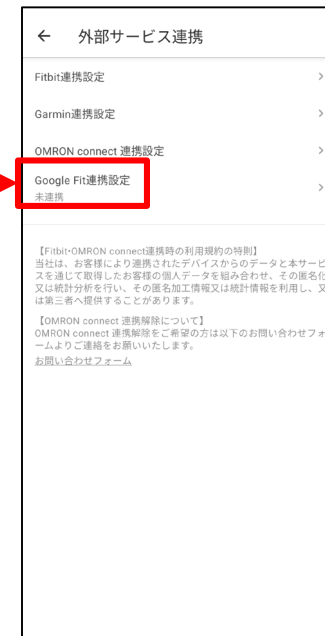 外部サービス連携
Fitbit連携設定
Garmin連携設定
OMRON connect 連携設定
Google Fit連携設定
未連携
【Fitbit・OMRON connect連携時の利用規約の特則】
当社は、お客様により連携されたデバイスからのデータと本サービ
スを通じて取得したお客様の個人データを組み合わせ、その匿名化
又は統計分析を行い、その匿名加工情報又は統計情報を利用し、又
は第三者へ提供することがあります。
【OMRON connect 連携解除について】
OMRON connect 連携解除をご希望の方は以下のお問い合わせフォ
ームよりご連絡をお願いいたします。
お問い合わせフォーム